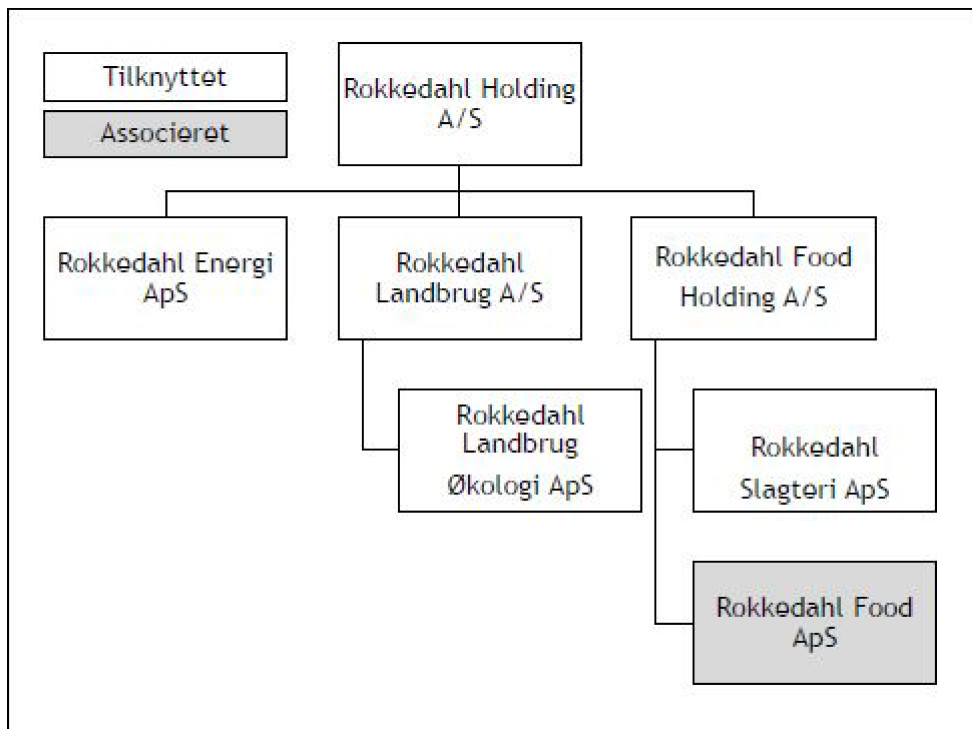 Tilknyttet
Associeret
Rokkedahl Holding
A/S
Rokkedahl Energi
ApS
Rokkedahl
Landbrug A/S
Rokkedahl Food
Holding A/S
Rokkedahl
Landbrug
Økologi ApS
Rokkedahl
Slagteri ApS
Rokkedahl Food
ApS